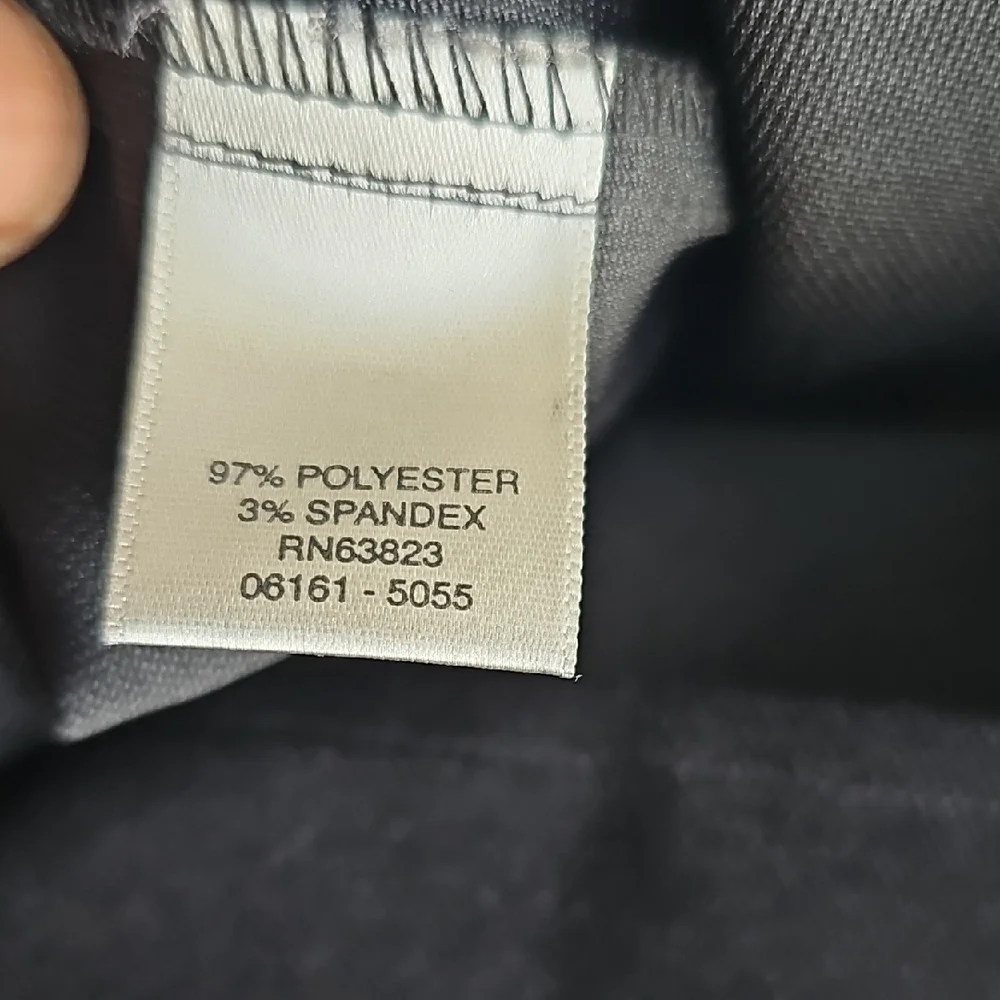 97% POLYESTER
3% SPANDEX
RN63823
06161 - 5055